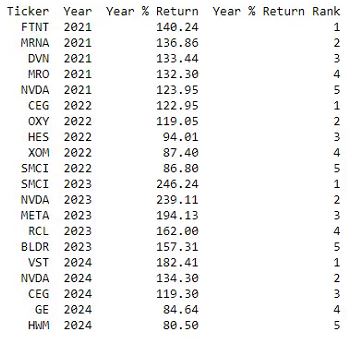 Ticker Year Year % Return Year % Return Rank
FTNT 2021 140.24 1
MRNA 2021 136.86 2
DVN 2021 133.44 3
MRO 2021 132.30 4
NVDA 2021 123.95 5
CEG 2022 122.95 1
OXY 2022 119.05 2
HES 2022 94.01 3
XOM 2022 87.40 4
SMCI 2022 86.80 5
SMCI 2023 246.24 1
NVDA 2023 239.11 2
META 2023 194.13 3
RCL 2023 162.00 4
BLDR 2023 157.31 5
VST 2024 182.41 1
NVDA 2024 134.30 2
CEG 2024 119.30 3
GE 2024 84.64 4
HWM 2024 80.50 5